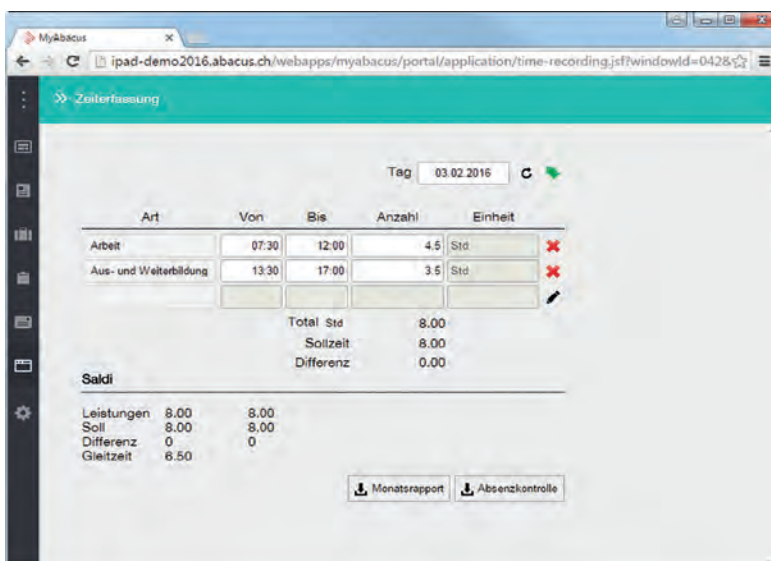 MyAbacus
ipad-demo2016.abacus.ch/webapps/myabacus/portal/application/time-recording.jsf?windowId=042&
Zeiterfassung
Tag 03.02.2016
Art Von Bis Anzahl Einheit
Arbeit 07:30 12:00 4.5 Std
Aus- und Weiterbildung 13:30 17:00 3.5 Std
Total Std 8.00
Sollzeit 8.00
Differenz 0.00
Saldi
Leistungen 8.00 8.00
Soll 8.00 8.00
Differenz 0 0
Gleitzeit 6.50
Monatsrapport Absenzkontrolle